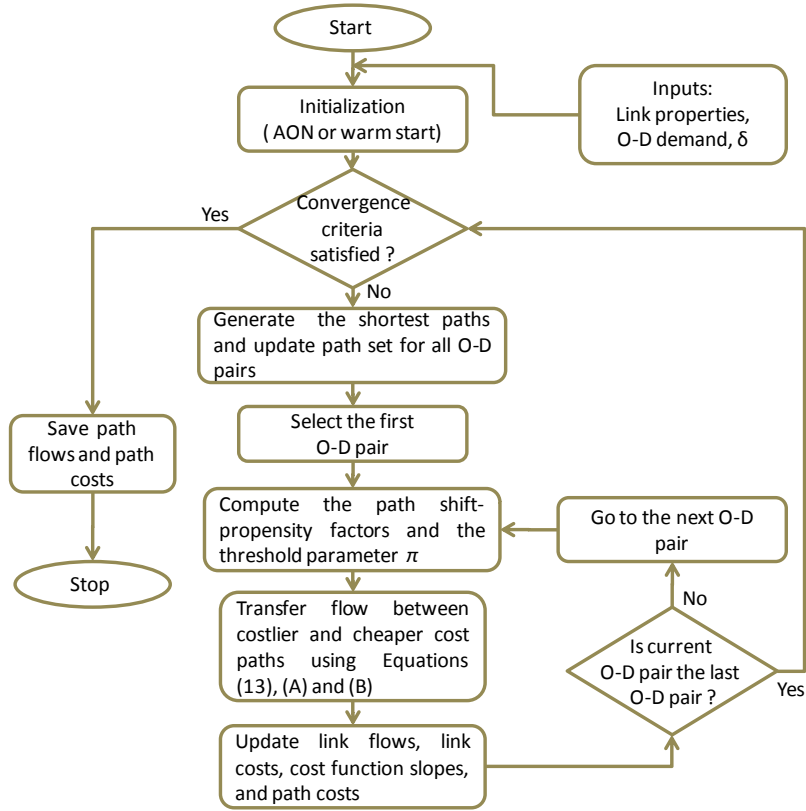 Start
Inputs:
Link properties,
O-D demand, δ
Initialization
( AON or warm start)
Convergence
criteria
satisfied ?
Yes
No
Generate the shortest paths
and update path set for all O-D
pairs
Select the first
O-D pair
Save path
flows and path
costs
Compute the path shift-
propensity factors and the
threshold parameter π
Go to the next O-D
pair
Stop
Transfer flow between
costlier and cheaper cost
paths using Equations
(13), (A) and (B)
No
Is current
O-D pair the last
O-D pair ?
Yes
Update link flows, link
costs, cost function slopes,
and path costs